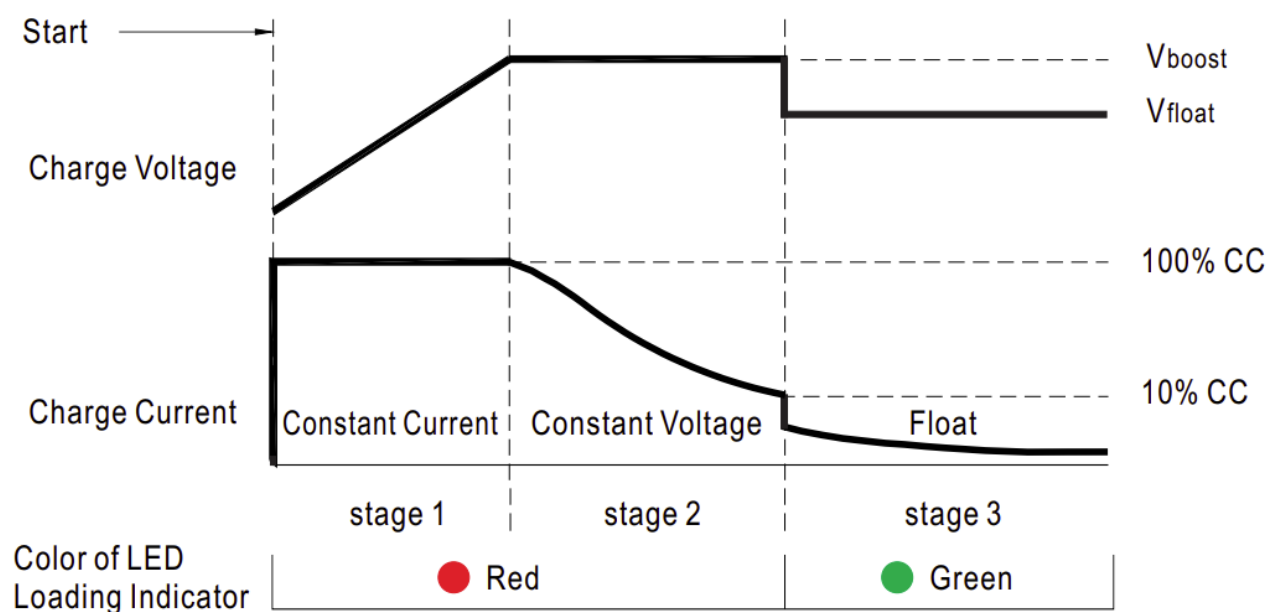 Start
Vboost
Vfloat
Charge Voltage
100% CC
10% CC
Charge Current
Constant Current
Constant Voltage
Float
stage 1
stage 2
stage 3
Color of LED
Loading Indicator
Red
Green